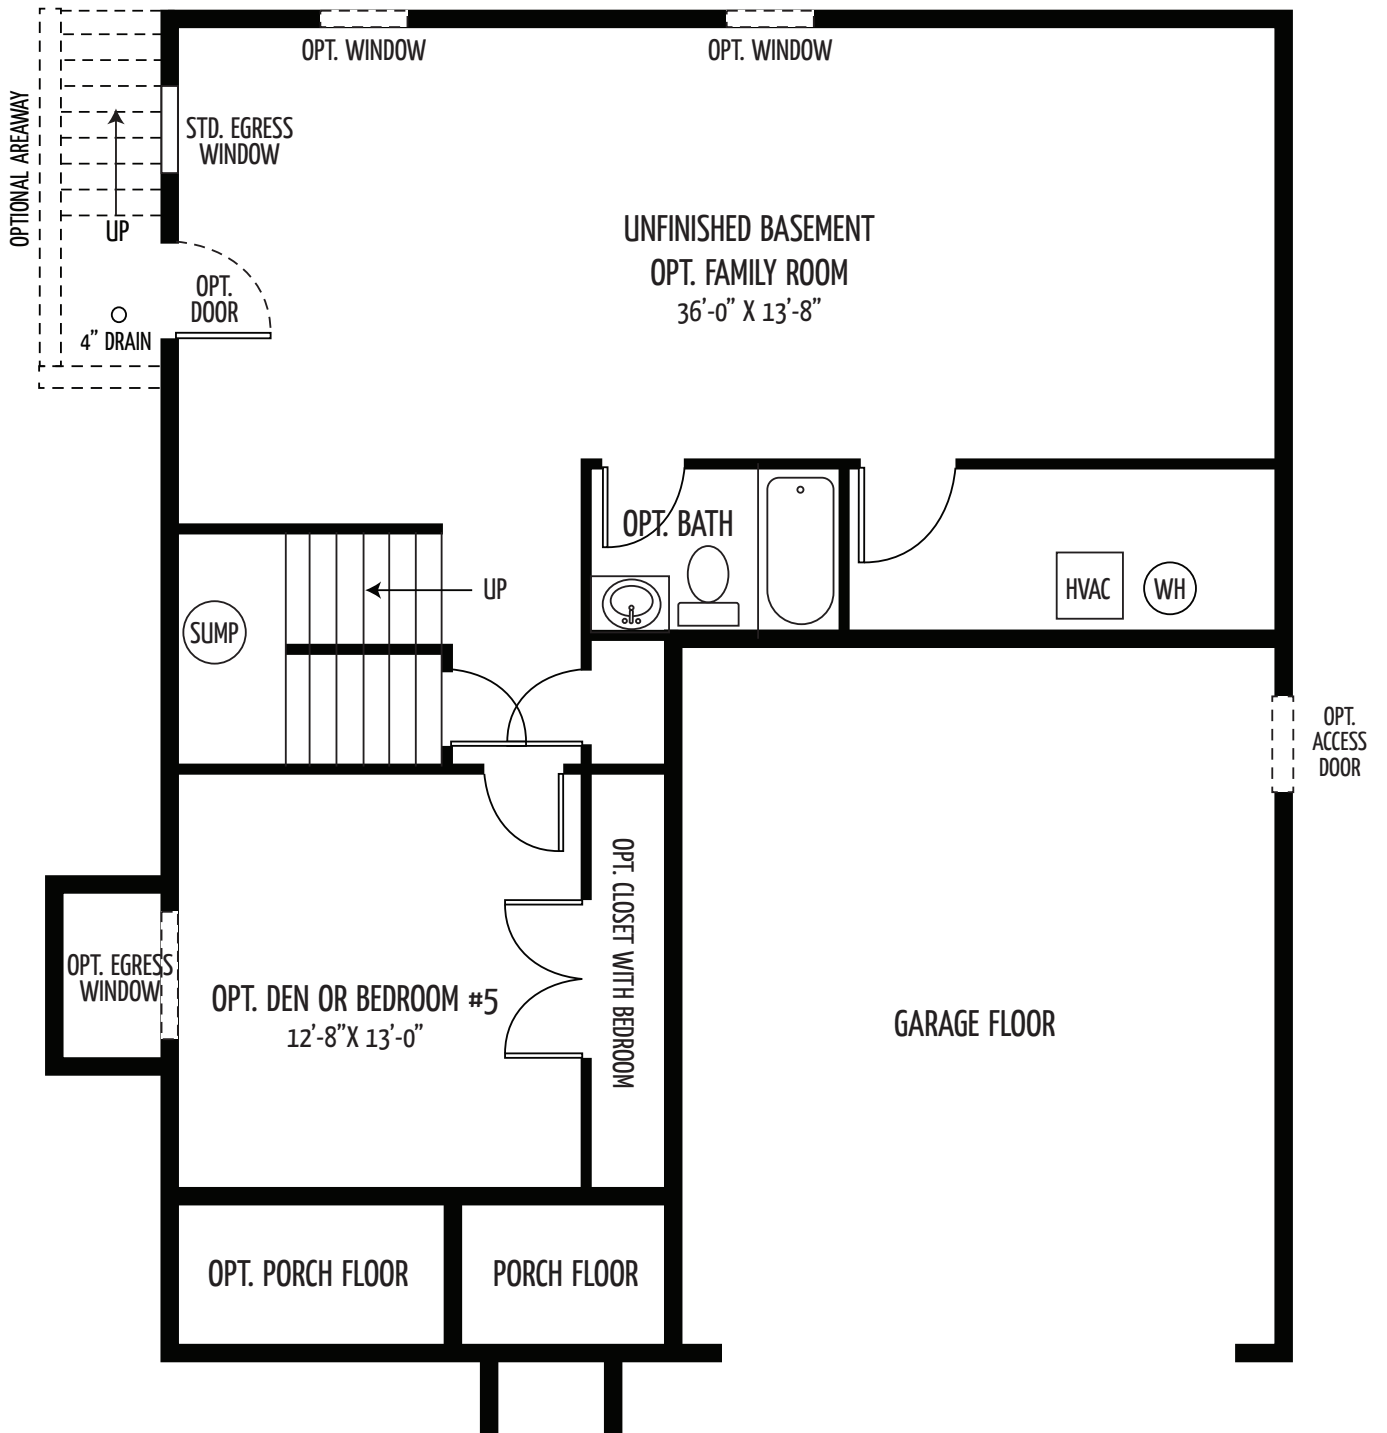 OPT. WINDOW
OPT. WINDOW
OPTIONAL AREAWAY
STD. EGRESS
WINDOW
UP
UNFINISHED BASEMENT
OPT. FAMILY ROOM
36'-0" X 13'-8"
OPT.
DOOR
4" DRAIN
OPT. BATH
UP
HVAC
WH
SUMP
OPT.
ACCESS
DOOR
OPT. CLOSET WITH BEDROOM
OPT. EGRESS
WINDOW
OPT. DEN OR BEDROOM #5
12'-8"X 13'-0"
GARAGE FLOOR
OPT. PORCH FLOOR
PORCH FLOOR